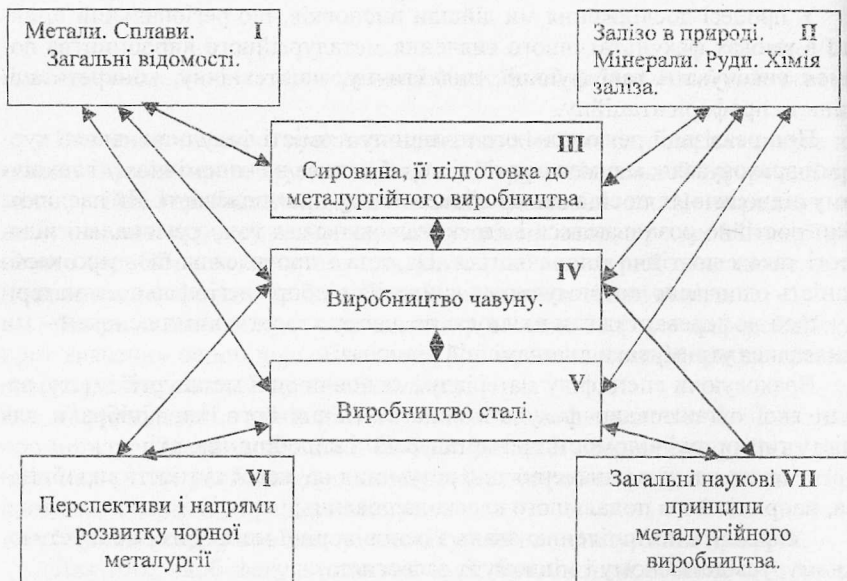 Метали. Сплави. I
Загальні відомості.
Залізо в природі. II
Мінерали. Руди. Хімія
заліза.
III
Сировина, її підготовка до
металургійного виробництва.
IV
Виробництво чавуну.
V
Виробництво сталі.
VI
Перспективи і напрями
розвитку чорної
металургії
Загальні наукові VII
принципи
металургійного
виробництва.